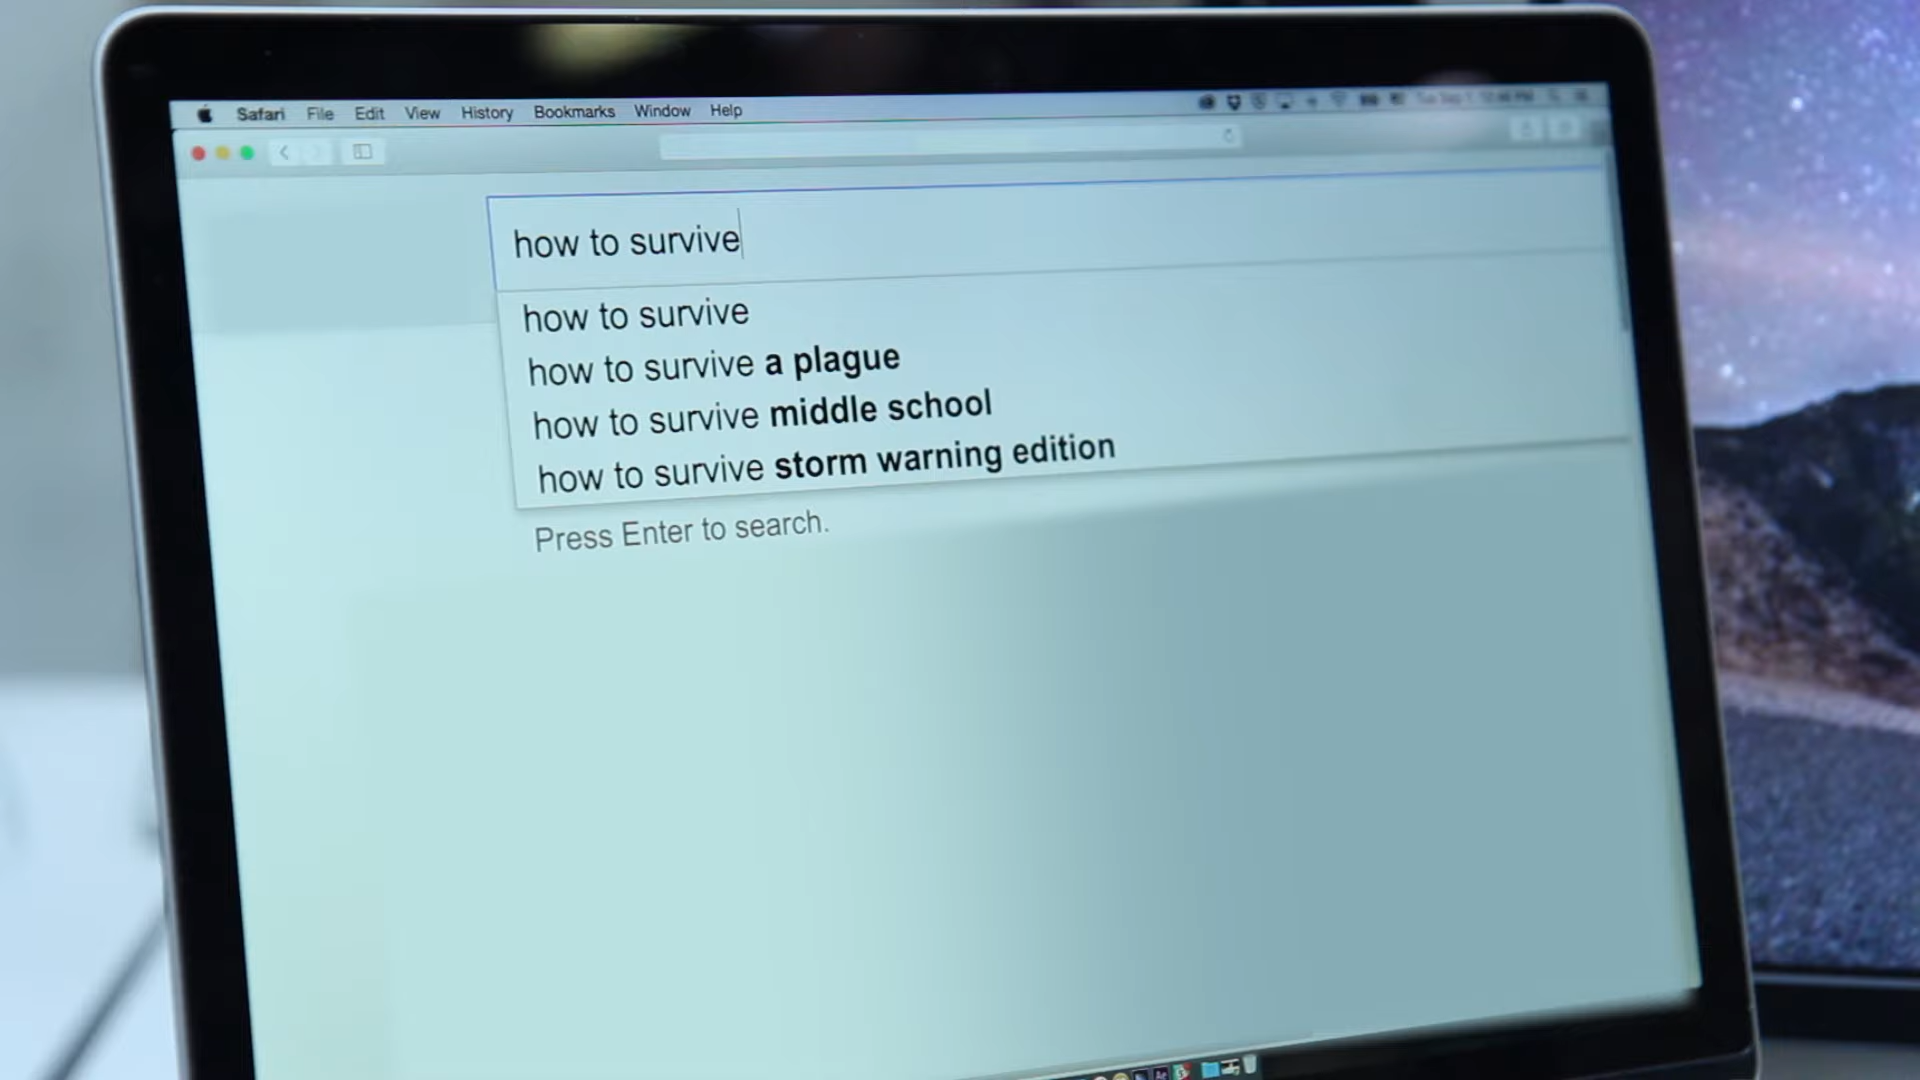 Safari File Edit View History Bookmarks Window Help
how to survive
how to survive
how to survive a plague
how to survive middle school
how to survive storm warning edition
Press Enter to search.